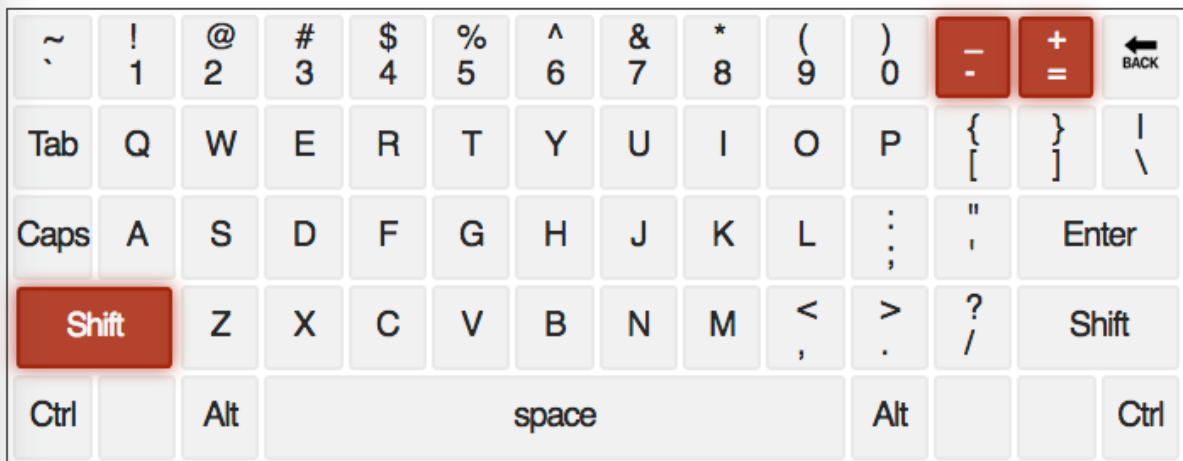 ~ ! @ # $ % ^ & * ( ) _ +
` 1 2 3 4 5 6 7 8 9 0 - = BACK
Tab Q W E R T Y U I O P { } |
[ ] \
Caps A S D F G H J K L : " Enter
; '
Shift Z X C V B N M < > ? Shift
, . /
Ctrl Alt space Alt Ctrl